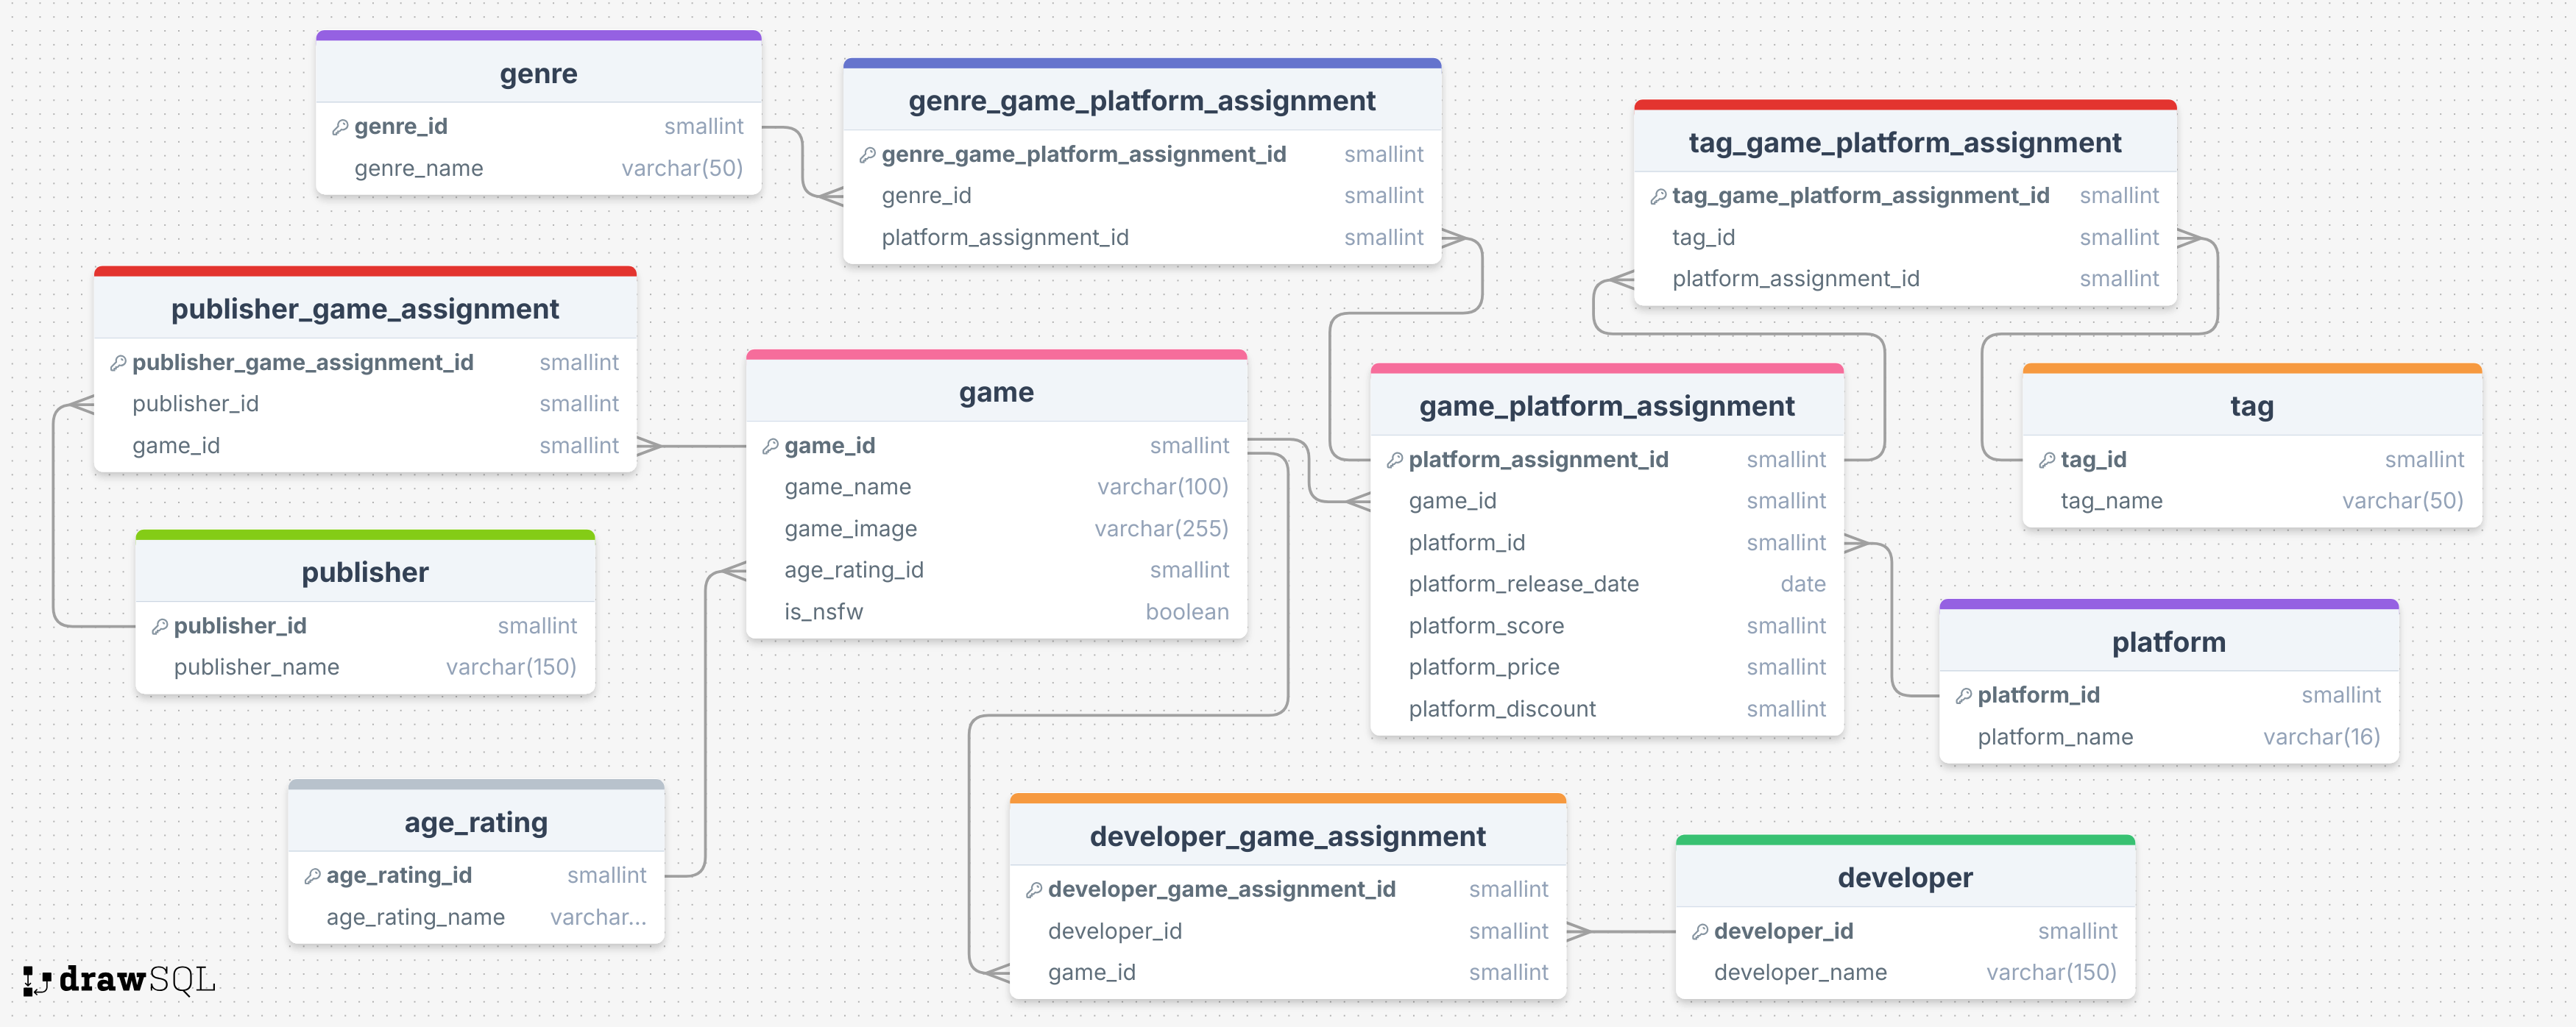 genre
genre_id smallint
genre_name varchar(50)
genre_game_platform_assignment
genre_game_platform_assignment_id smallint
genre_id smallint
platform_assignment_id smallint
tag_game_platform_assignment
tag_game_platform_assignment_id smallint
tag_id smallint
platform_assignment_id smallint
publisher_game_assignment
publisher_game_assignment_id smallint
publisher_id smallint
game_id smallint
game
game_id smallint
game_name varchar(100)
game_image varchar(255)
age_rating_id smallint
is_nsfw boolean
game_platform_assignment
platform_assignment_id smallint
game_id smallint
platform_id smallint
platform_release_date date
platform_score smallint
platform_price smallint
platform_discount smallint
tag
tag_id smallint
tag_name varchar(50)
publisher
publisher_id smallint
publisher_name varchar(150)
platform
platform_id smallint
platform_name varchar(16)
age_rating
age_rating_id smallint
age_rating_name varchar...
developer_game_assignment
developer_game_assignment_id smallint
developer_id smallint
game_id smallint
developer
developer_id smallint
developer_name varchar(150)
drawSQL